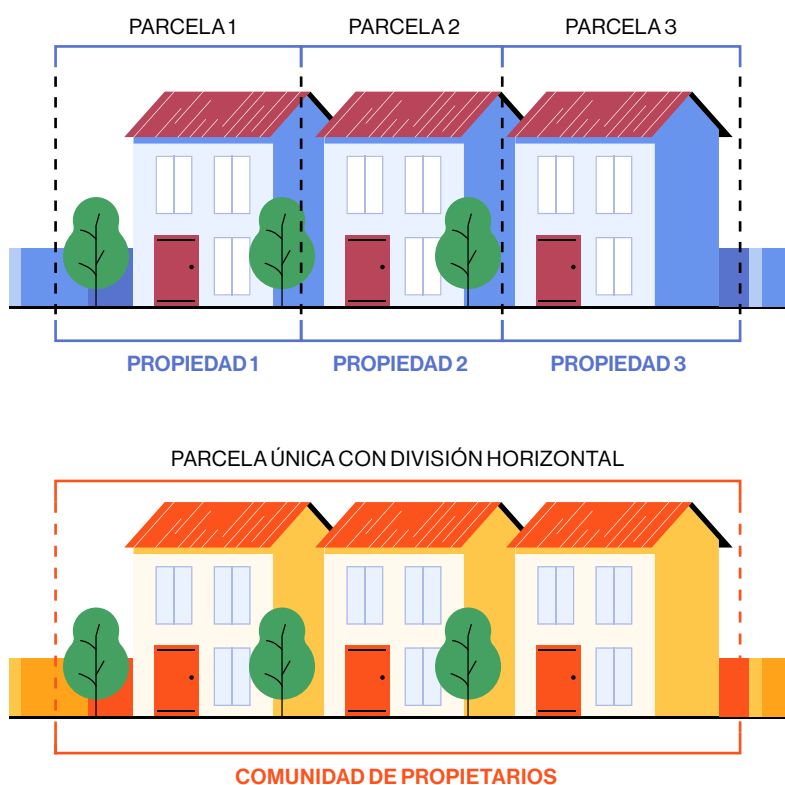 PARCELA 1 PARCELA 2 PARCELA 3
PROPIEDAD 1 PROPIEDAD 2 PROPIEDAD 3
PARCELA ÚNICA CON DIVISIÓN HORIZONTAL
COMUNIDAD DE PROPIETARIOS